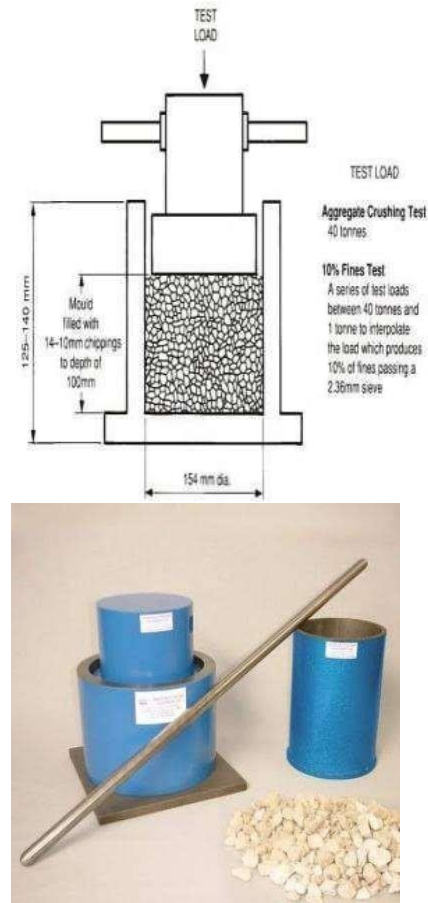 TEST
LOAD
TEST LOAD
Aggregate Crushing Test
40 tonnes
10% Fines Test
A series of test loads
between 40 tonnes and
1 tonne to interpolate
the load which produces
10% of fines passing a
2.36mm sieve
125–140 mm
Mould
filled with
14–10mm chippings
to depth of
100mm
154 mm dia.